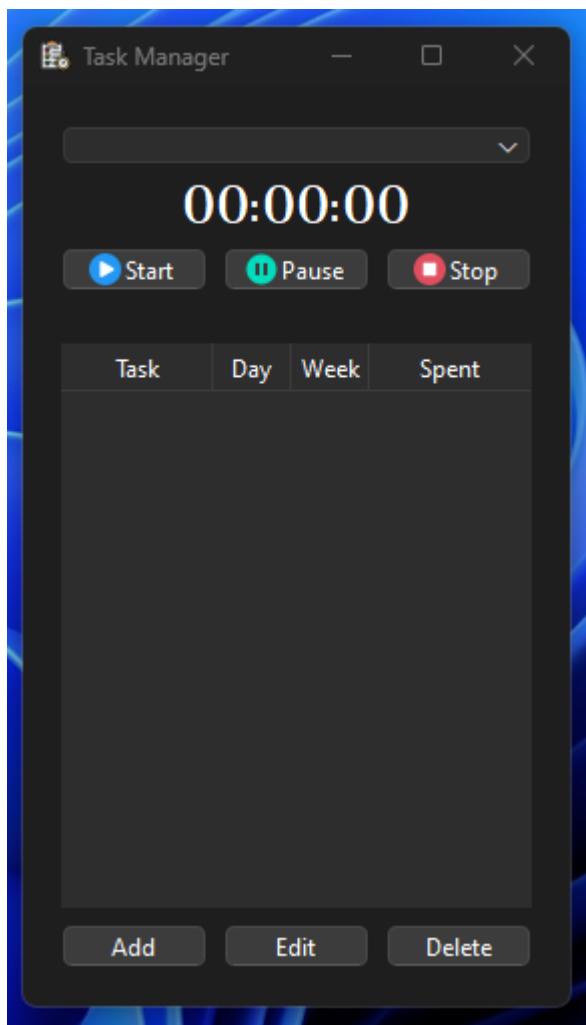 Task Manager
00:00:00
Start Pause Stop
Task Day Week Spent
Add Edit Delete